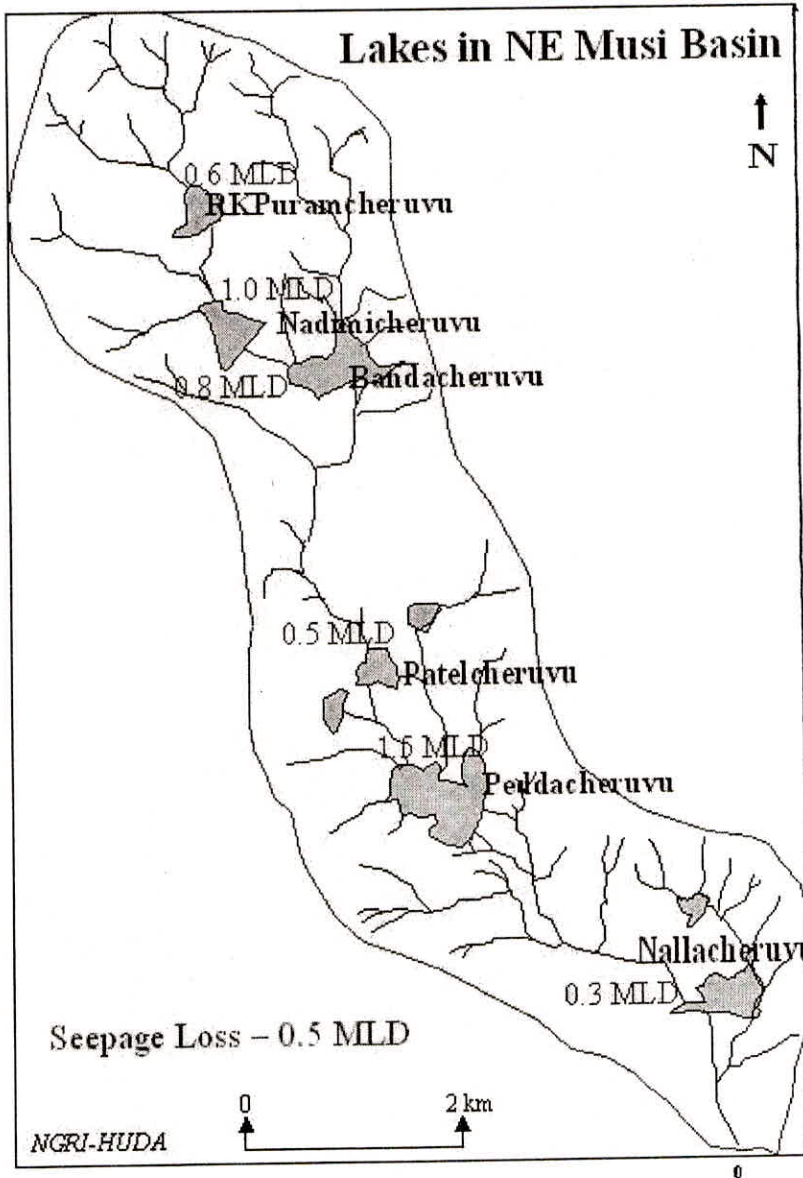 Lakes in NE Musi Basin
N
0.6 MLD
RKPuramcheruvu
1.0 MLD
Nadimicheruvu
0.8 MLD
Bandacheruvu
0.5 MLD
Patelcheruvu
1.5 MLD
Peddacheruvu
Nallacheruvu
0.3 MLD
Seepage Loss – 0.5 MLD
0 2 km
NGRI-HUDA
0